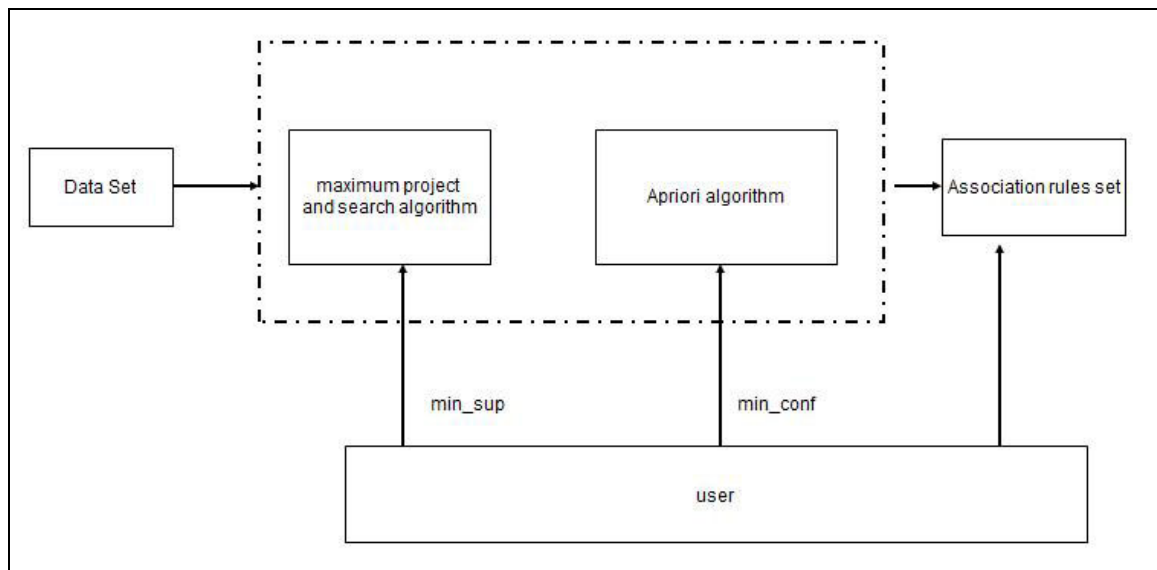 Data Set
maximum project
and search algorithm
Apriori algorithm
Association rules set
min_sup
min_conf
user